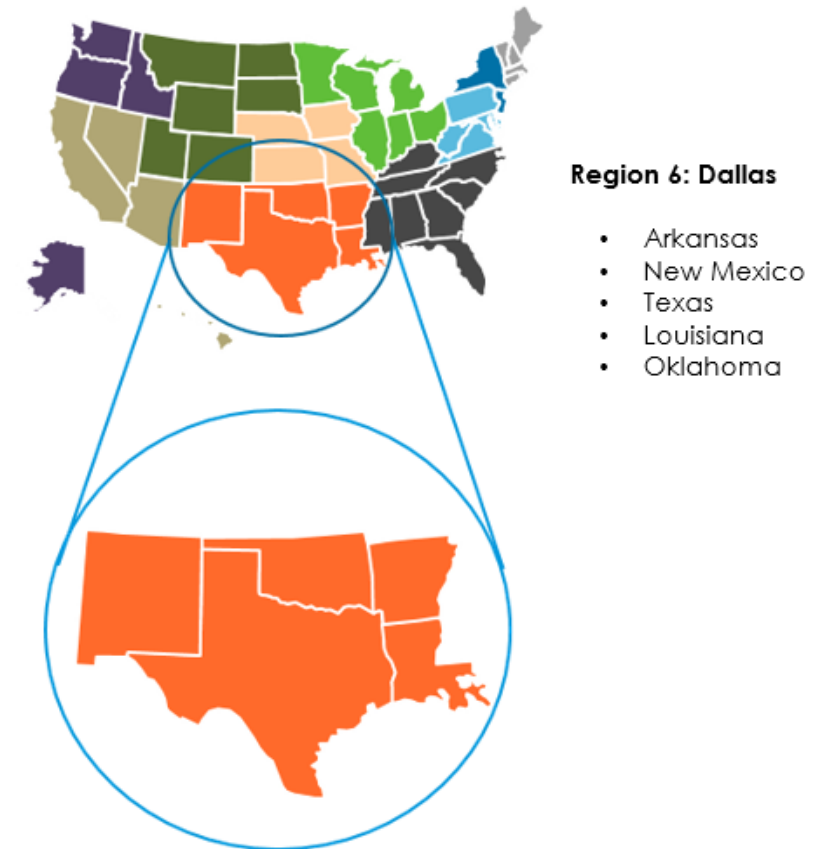 Region 6: Dallas
• Arkansas
• New Mexico
• Texas
• Louisiana
• Oklahoma